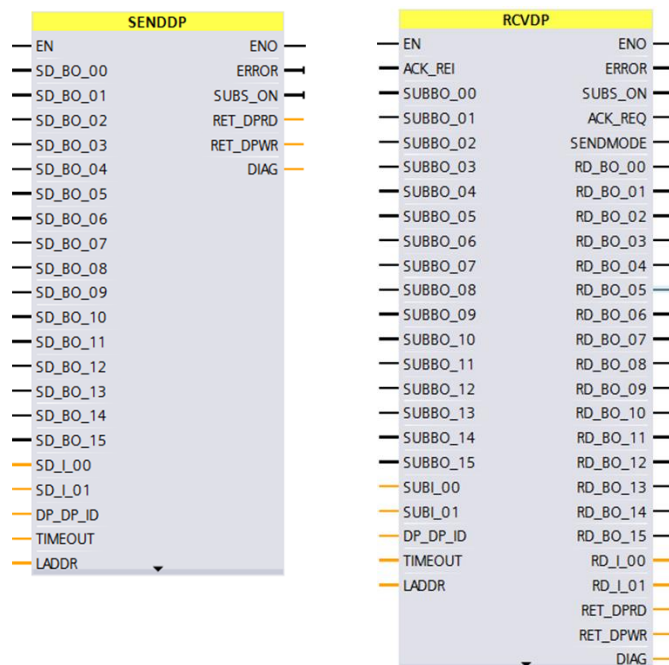 SENDDP
EN ENO
SD_BO_00 ERROR
SD_BO_01 SUBS_ON
SD_BO_02 RET_DPRD
SD_BO_03 RET_DPWR
SD_BO_04 DIAG
SD_BO_05
SD_BO_06
SD_BO_07
SD_BO_08
SD_BO_09
SD_BO_10
SD_BO_11
SD_BO_12
SD_BO_13
SD_BO_14
SD_BO_15
SD_I_00
SD_I_01
DP_DP_ID
TIMEOUT
LADDR
RCVDP
EN ENO
ACK_REI ERROR
SUBBO_00 SUBS_ON
SUBBO_01 ACK_REQ
SUBBO_02 SENDMODE
SUBBO_03 RD_BO_00
SUBBO_04 RD_BO_01
SUBBO_05 RD_BO_02
SUBBO_06 RD_BO_03
SUBBO_07 RD_BO_04
SUBBO_08 RD_BO_05
SUBBO_09 RD_BO_06
SUBBO_10 RD_BO_07
SUBBO_11 RD_BO_08
SUBBO_12 RD_BO_09
SUBBO_13 RD_BO_10
SUBBO_14 RD_BO_11
SUBBO_15 RD_BO_12
SUBI_00 RD_BO_13
SUBI_01 RD_BO_14
DP_DP_ID RD_BO_15
TIMEOUT RD_I_00
LADDR RD_I_01
RET_DPRD
RET_DPWR
DIAG